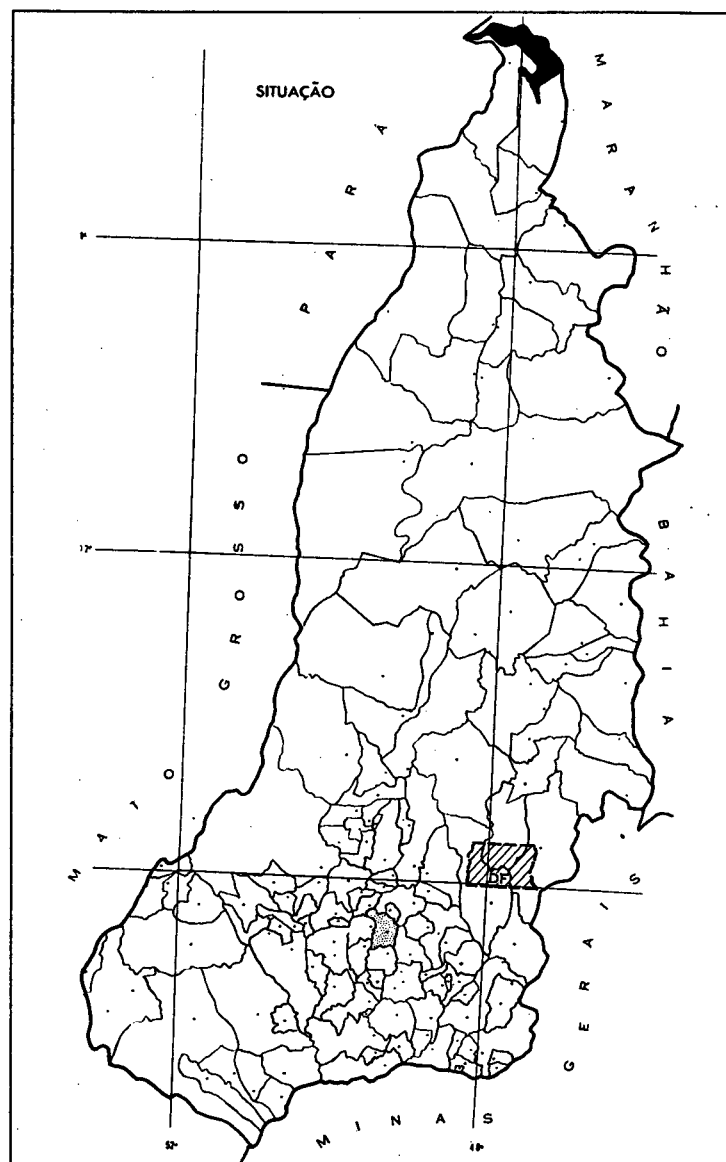 SITUAÇÃO
MARANHÃO
PARÁ
MATO GROSSO
BAHIA
DF
MINAS GERAIS